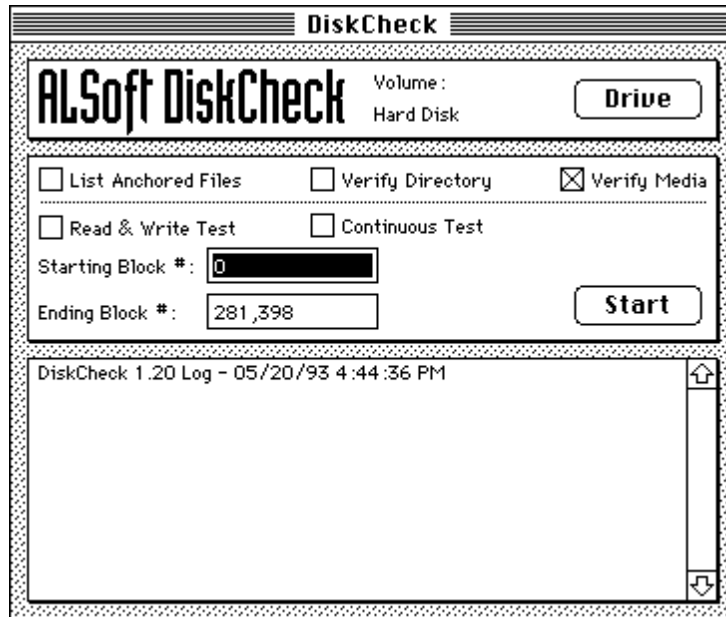 DiskCheck
ALSoft DiskCheck
Volume:
Hard Disk
Drive
List Anchored Files
Verify Directory
Verify Media
Read & Write Test
Continuous Test
Starting Block #: 0
Ending Block #: 281,398
Start
DiskCheck 1.20 Log - 05/20/93 4:44:36 PM